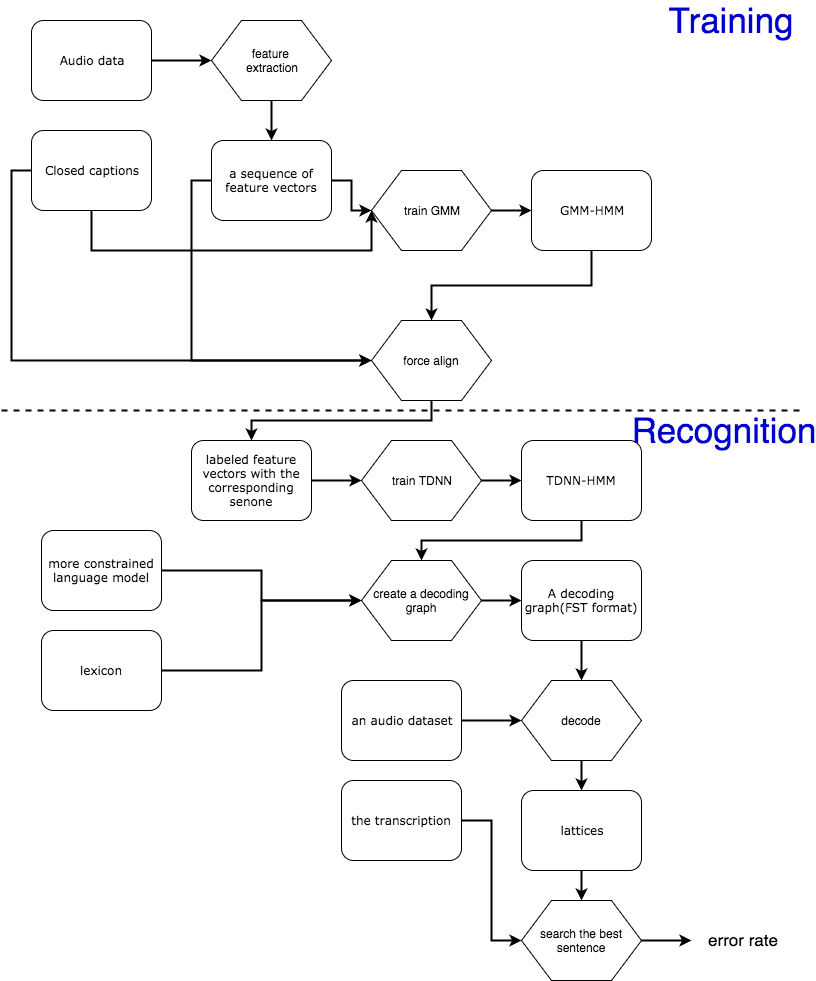 Training
Audio data
feature
extraction
Closed captions
a sequence of
feature vectors
train GMM
GMM-HMM
force align
Recognition
labeled feature
vectors with the
corresponding
senone
train TDNN
TDNN-HMM
more constrained
language model
create a decoding
graph
A decoding
graph(FST format)
lexicon
an audio dataset
decode
the transcription
lattices
search the best
sentence
error rate